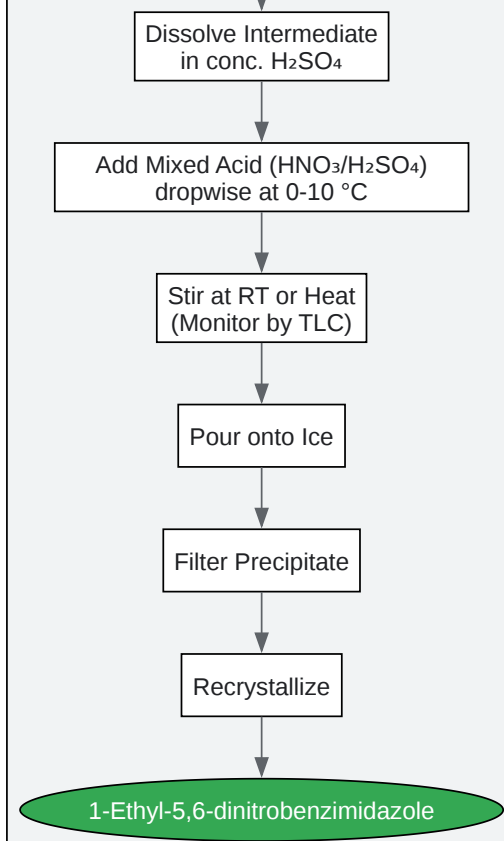 Dissolve Intermediate
in conc. H₂SO₄
Add Mixed Acid (HNO₃/H₂SO₄)
dropwise at 0-10 °C
Stir at RT or Heat
(Monitor by TLC)
Pour onto Ice
Filter Precipitate
Recrystallize
1-Ethyl-5,6-dinitrobenzimidazole